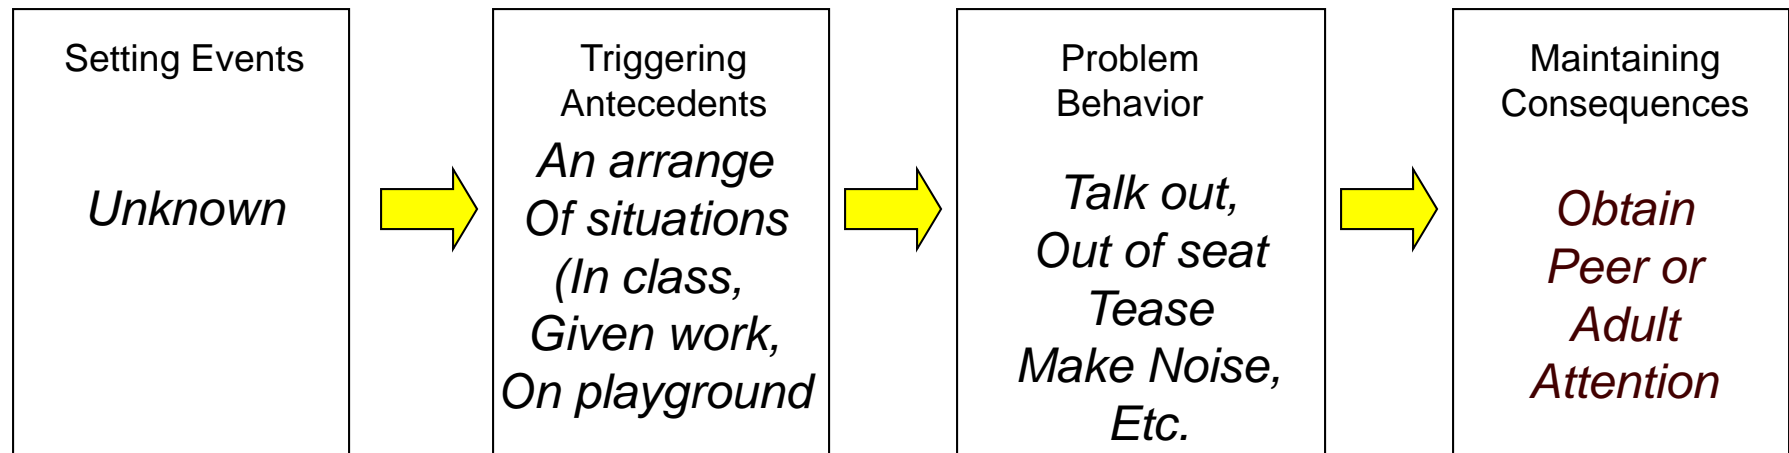 Setting Events
Unknown
Triggering
Antecedents
An arrange
Of situations
(In class,
Given work,
On playground
Problem
Behavior
Talk out,
Out of seat
Tease
Make Noise,
Etc.
Maintaining
Consequences
Obtain
Peer or
Adult
Attention